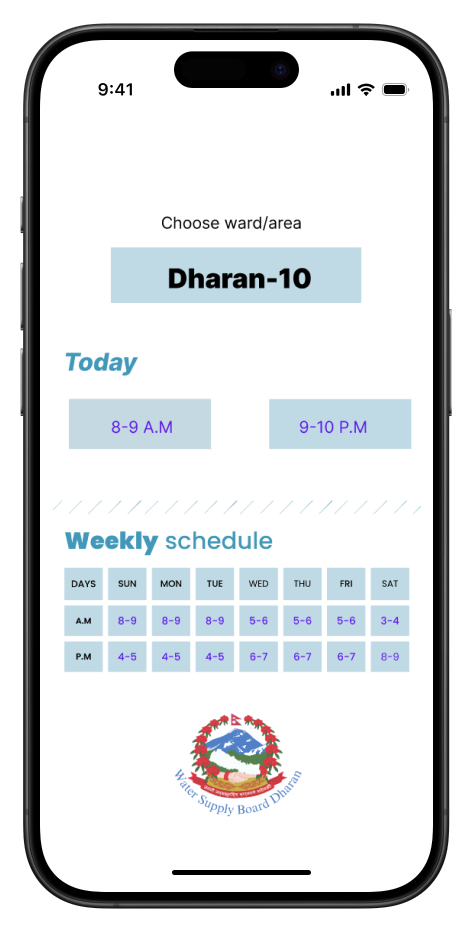 9:41
Choose ward/area
Dharan-10
Today
8-9 A.M 9-10 P.M
Weekly schedule
DAYS SUN MON TUE WED THU FRI SAT
A.M 8-9 8-9 8-9 5-6 5-6 5-6 3-4
P.M 4-5 4-5 4-5 6-7 6-7 6-7 8-9
Water Supply Board Dharan